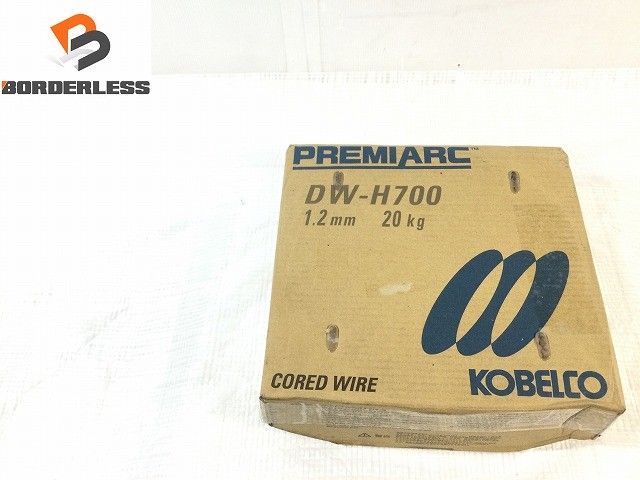 BORDERLESS
PREMIARC™
DW-H700
1.2mm 20kg
CORED WIRE
KOBELCO